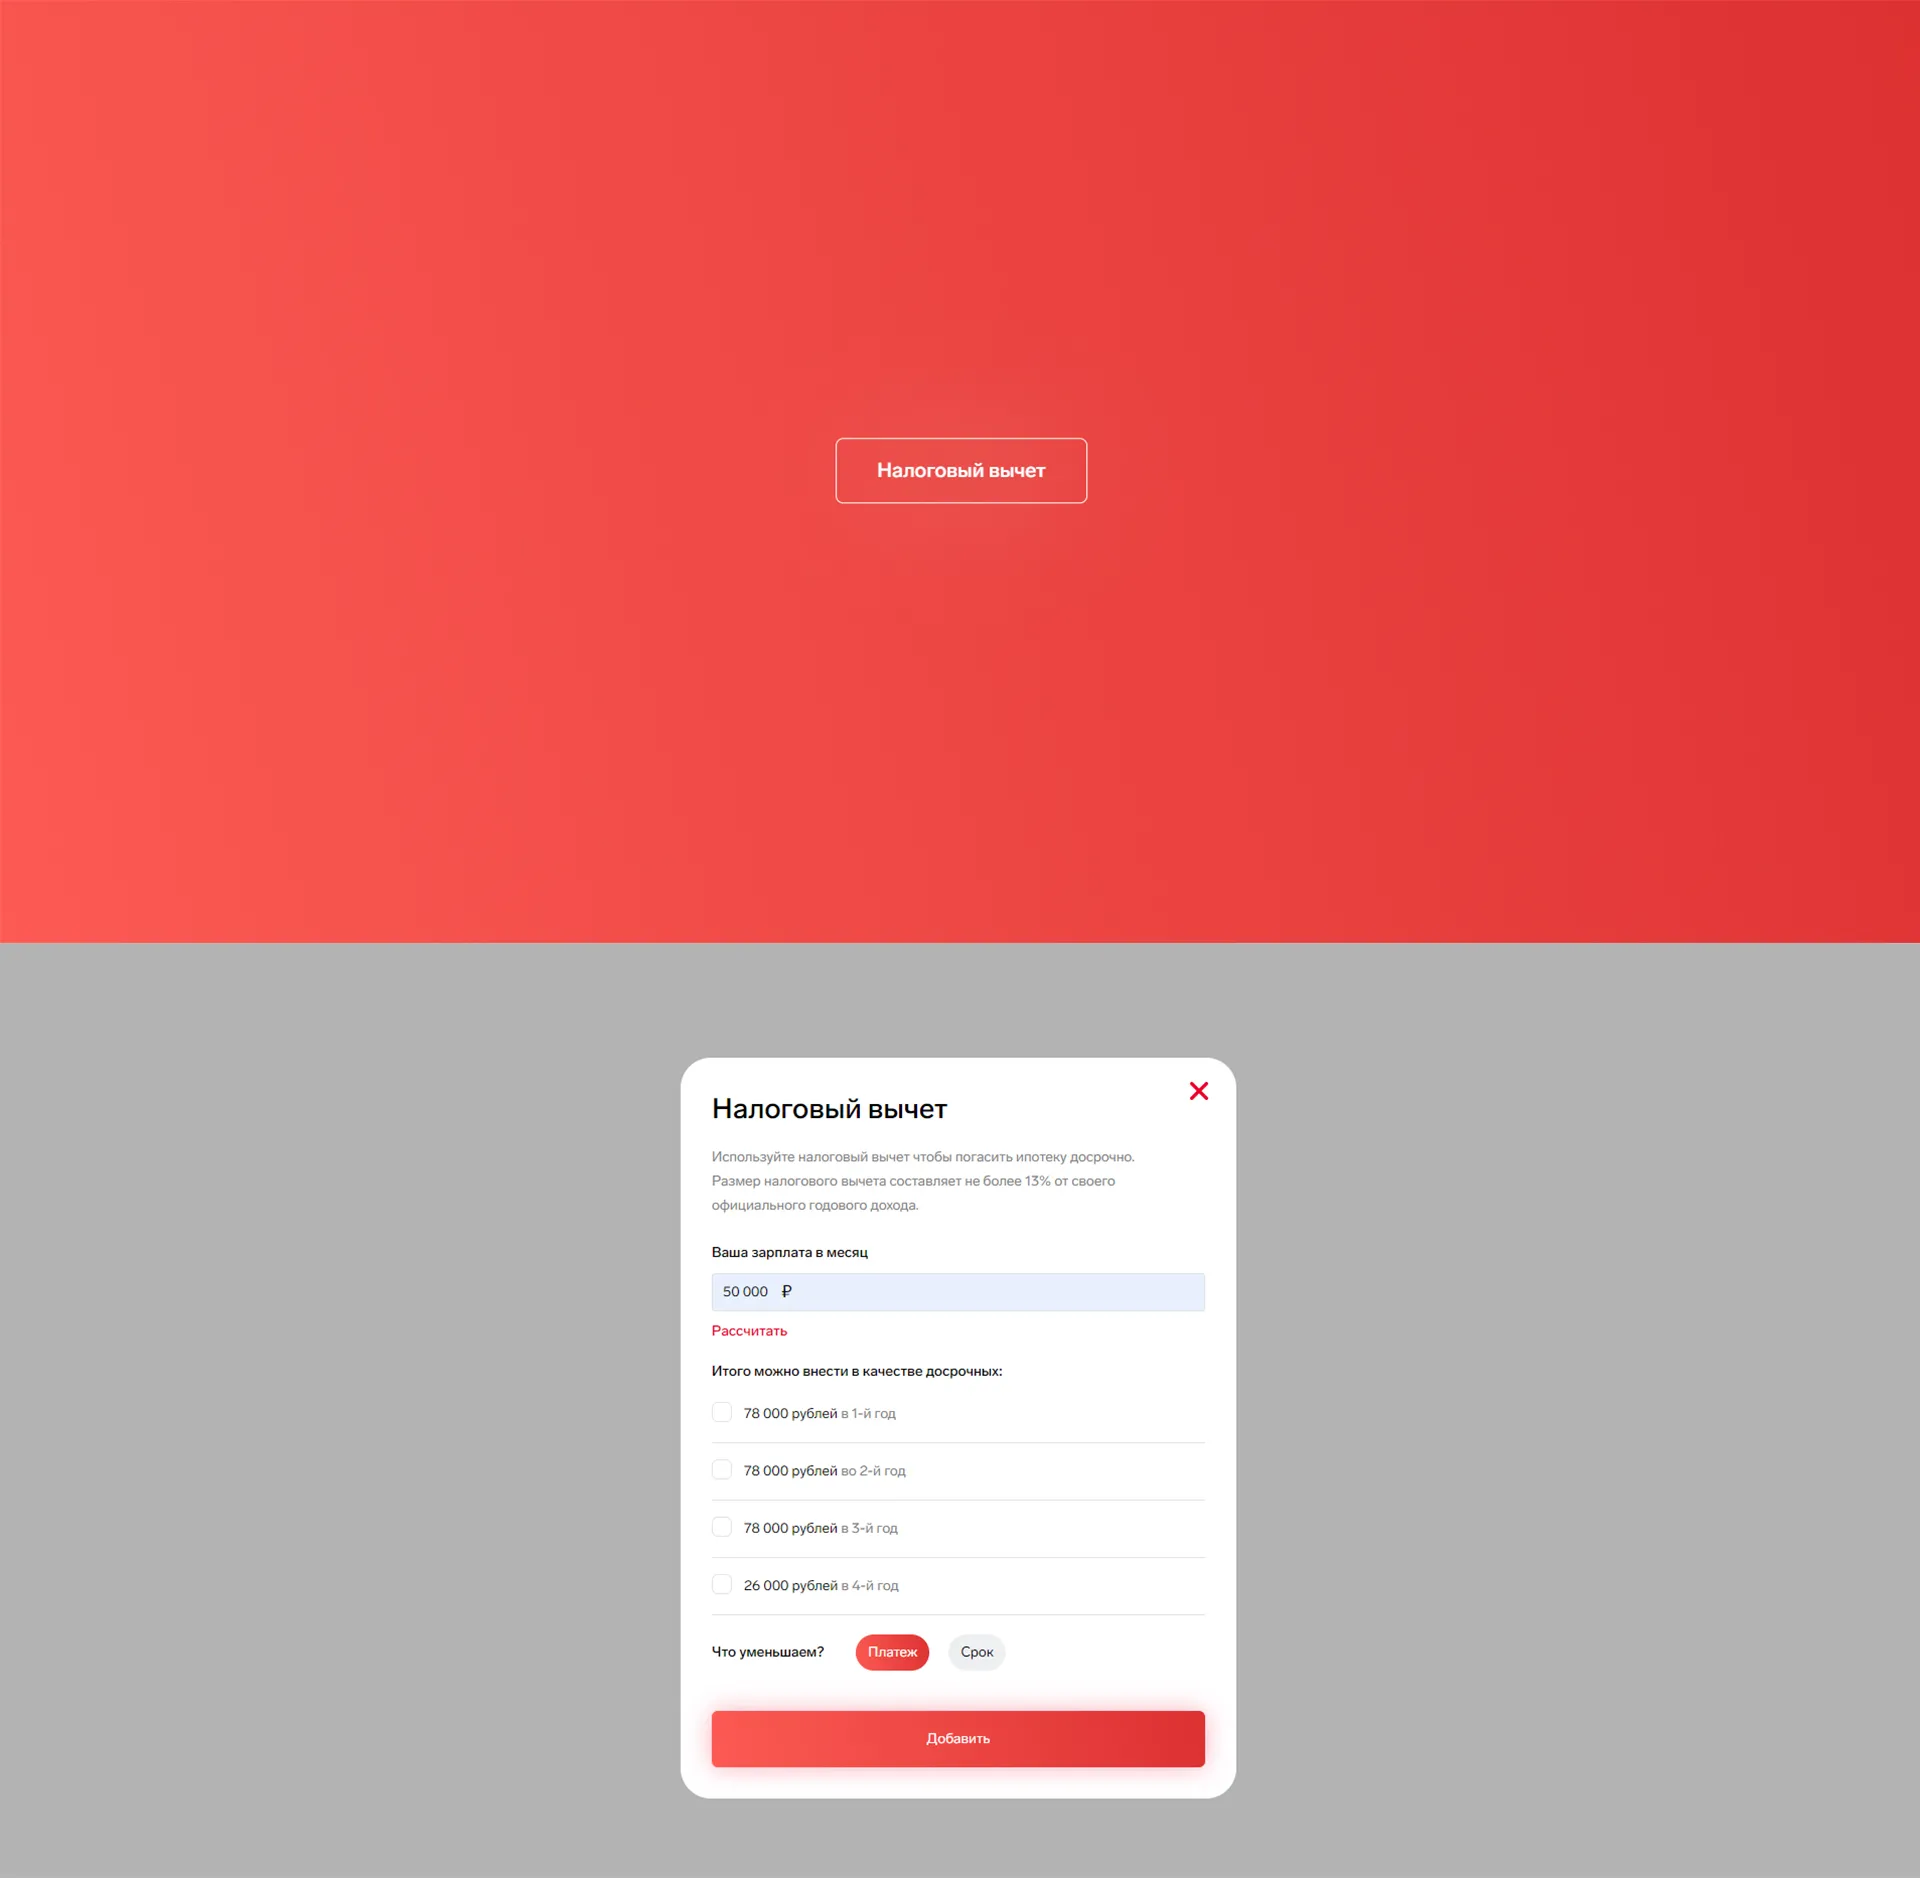 Налоговый вычет
Налоговый вычет
Используйте налоговый вычет чтобы погасить ипотеку досрочно.
Размер налогового вычета составляет не более 13% от своего
официального годового дохода.
Ваша зарплата в месяц
50 000 ₽
Рассчитать
Итого можно внести в качестве досрочных:
78 000 рублей в 1-й год
78 000 рублей во 2-й год
78 000 рублей в 3-й год
26 000 рублей в 4-й год
Что уменьшаем? Платеж Срок
Добавить